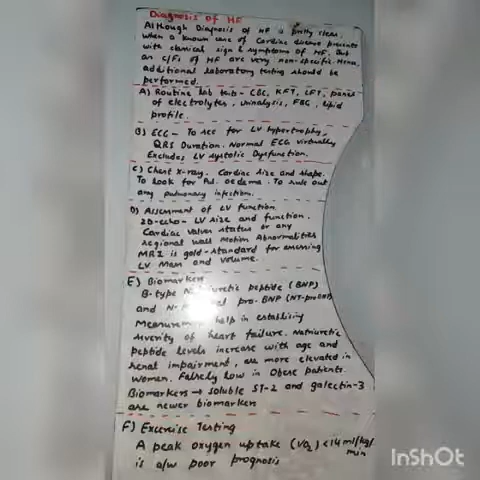 Diagnosis of HF
Although Diagnosis of HF is pretty clear
when a known case of Cardiac disease presents
with classical sign & symptoms of HF. But
as C/Fs of HF are very non-specific. Hence,
additional laboratory testing should be
performed.
A) Routine lab tests - CBC, KFT, LFT, panel
of electrolytes, urinalysis, FBG, lipid
profile.
B) ECG - To see for LV hypertrophy,
QRS Duration. Normal ECG virtually
Excludes LV systolic Dysfunction.
C) Chest X-ray. Cardiac size and shape.
To look for Pul. oedema. To rule out
any pulmonary infection.
D) Assessment of LV function
2D-echo - LV size and function.
Cardiac valves status or any
regional wall motion Abnormalities
MRI is gold-standard for assessing
LV Mass and volume.
E) Biomarkers
B-type peptide (BNP)
and pro-BNP
Measurement help in establising
severity of heart failure. Natriuretic
peptide levels increase with age and
renal impairment, are more elevated in
women. Falsely low in Obese patients.
Biomarkers → soluble ST-2 and galectin-3
are newer biomarkers
F) Exercise Testing
A peak oxygen uptake (VO2) <14 ml/kg/
min
is a/w poor prognosis
InShOt